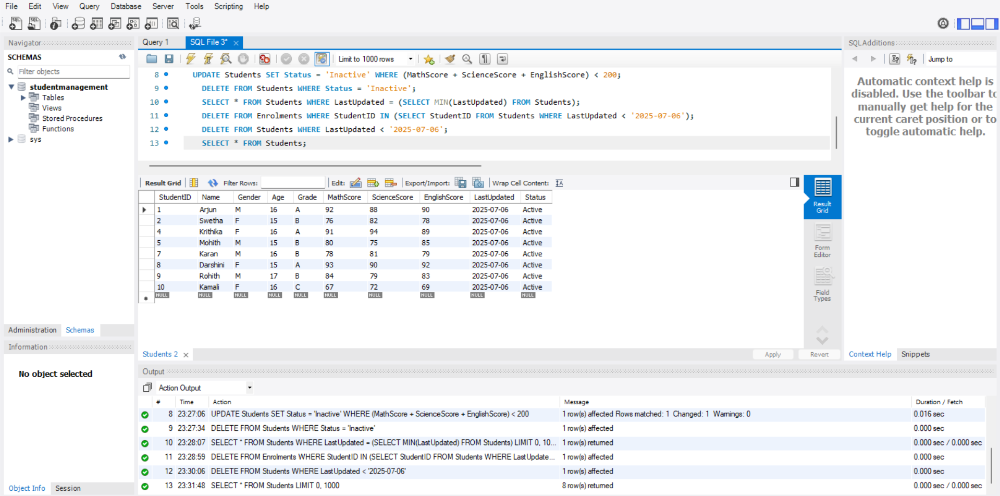 File Edit View Query Database Server Tools Scripting Help
Navigator
SCHEMAS
Filter objects
studentmanagement
Tables
Views
Stored Procedures
Functions
sys
Administration Schemas
Information
No object selected
Object Info Session
Query 1 SQL File 3*
Limit to 1000 rows
8 UPDATE Students SET Status = 'Inactive' WHERE (MathScore + ScienceScore + EnglishScore) < 200;
9 DELETE FROM Students WHERE Status = 'Inactive';
10 SELECT * FROM Students WHERE LastUpdated = (SELECT MIN(LastUpdated) FROM Students);
11 DELETE FROM Enrolments WHERE StudentID IN (SELECT StudentID FROM Students WHERE LastUpdated < '2025-07-06');
12 DELETE FROM Students WHERE LastUpdated < '2025-07-06';
13 SELECT * FROM Students;
Result Grid Filter Rows: Edit: Export/Import: Wrap Cell Content:
StudentID Name Gender Age Grade MathScore ScienceScore EnglishScore LastUpdated Status
1 Arjun M 16 A 92 88 90 2025-07-06 Active
2 Swetha F 15 B 76 82 78 2025-07-06 Active
4 Krithika F 16 A 91 94 89 2025-07-06 Active
5 Mohith M 15 B 80 75 85 2025-07-06 Active
7 Karan M 16 B 78 81 79 2025-07-06 Active
8 Darshini F 15 A 93 90 92 2025-07-06 Active
9 Rohith M 17 B 84 79 83 2025-07-06 Active
10 Kamali F 16 C 67 72 69 2025-07-06 Active
NULL NULL NULL NULL NULL NULL NULL NULL NULL NULL
Result
Grid
Form
Editor
Field
Types
Students 2
Apply Revert
SQLAdditions
Jump to
Automatic context help is
disabled. Use the toolbar to
manually get help for the
current caret position or to
toggle automatic help.
Context Help Snippets
Output
Action Output
# Time Action Message Duration / Fetch
8 23:27:06 UPDATE Students SET Status = 'Inactive' WHERE (MathScore + ScienceScore + EnglishScore) < 200 1 row(s) affected Rows matched: 1 Changed: 1 Warnings: 0 0.016 sec
9 23:27:34 DELETE FROM Students WHERE Status = 'Inactive' 1 row(s) affected 0.000 sec
10 23:28:07 SELECT * FROM Students WHERE LastUpdated = (SELECT MIN(LastUpdated) FROM Students) LIMIT 0, 10... 1 row(s) returned 0.000 sec / 0.000 sec
11 23:28:59 DELETE FROM Enrolments WHERE StudentID IN (SELECT StudentID FROM Students WHERE LastUpdate... 1 row(s) affected 0.000 sec
12 23:30:06 DELETE FROM Students WHERE LastUpdated < '2025-07-06' 1 row(s) affected 0.000 sec
13 23:31:48 SELECT * FROM Students LIMIT 0, 1000 8 row(s) returned 0.000 sec / 0.000 sec